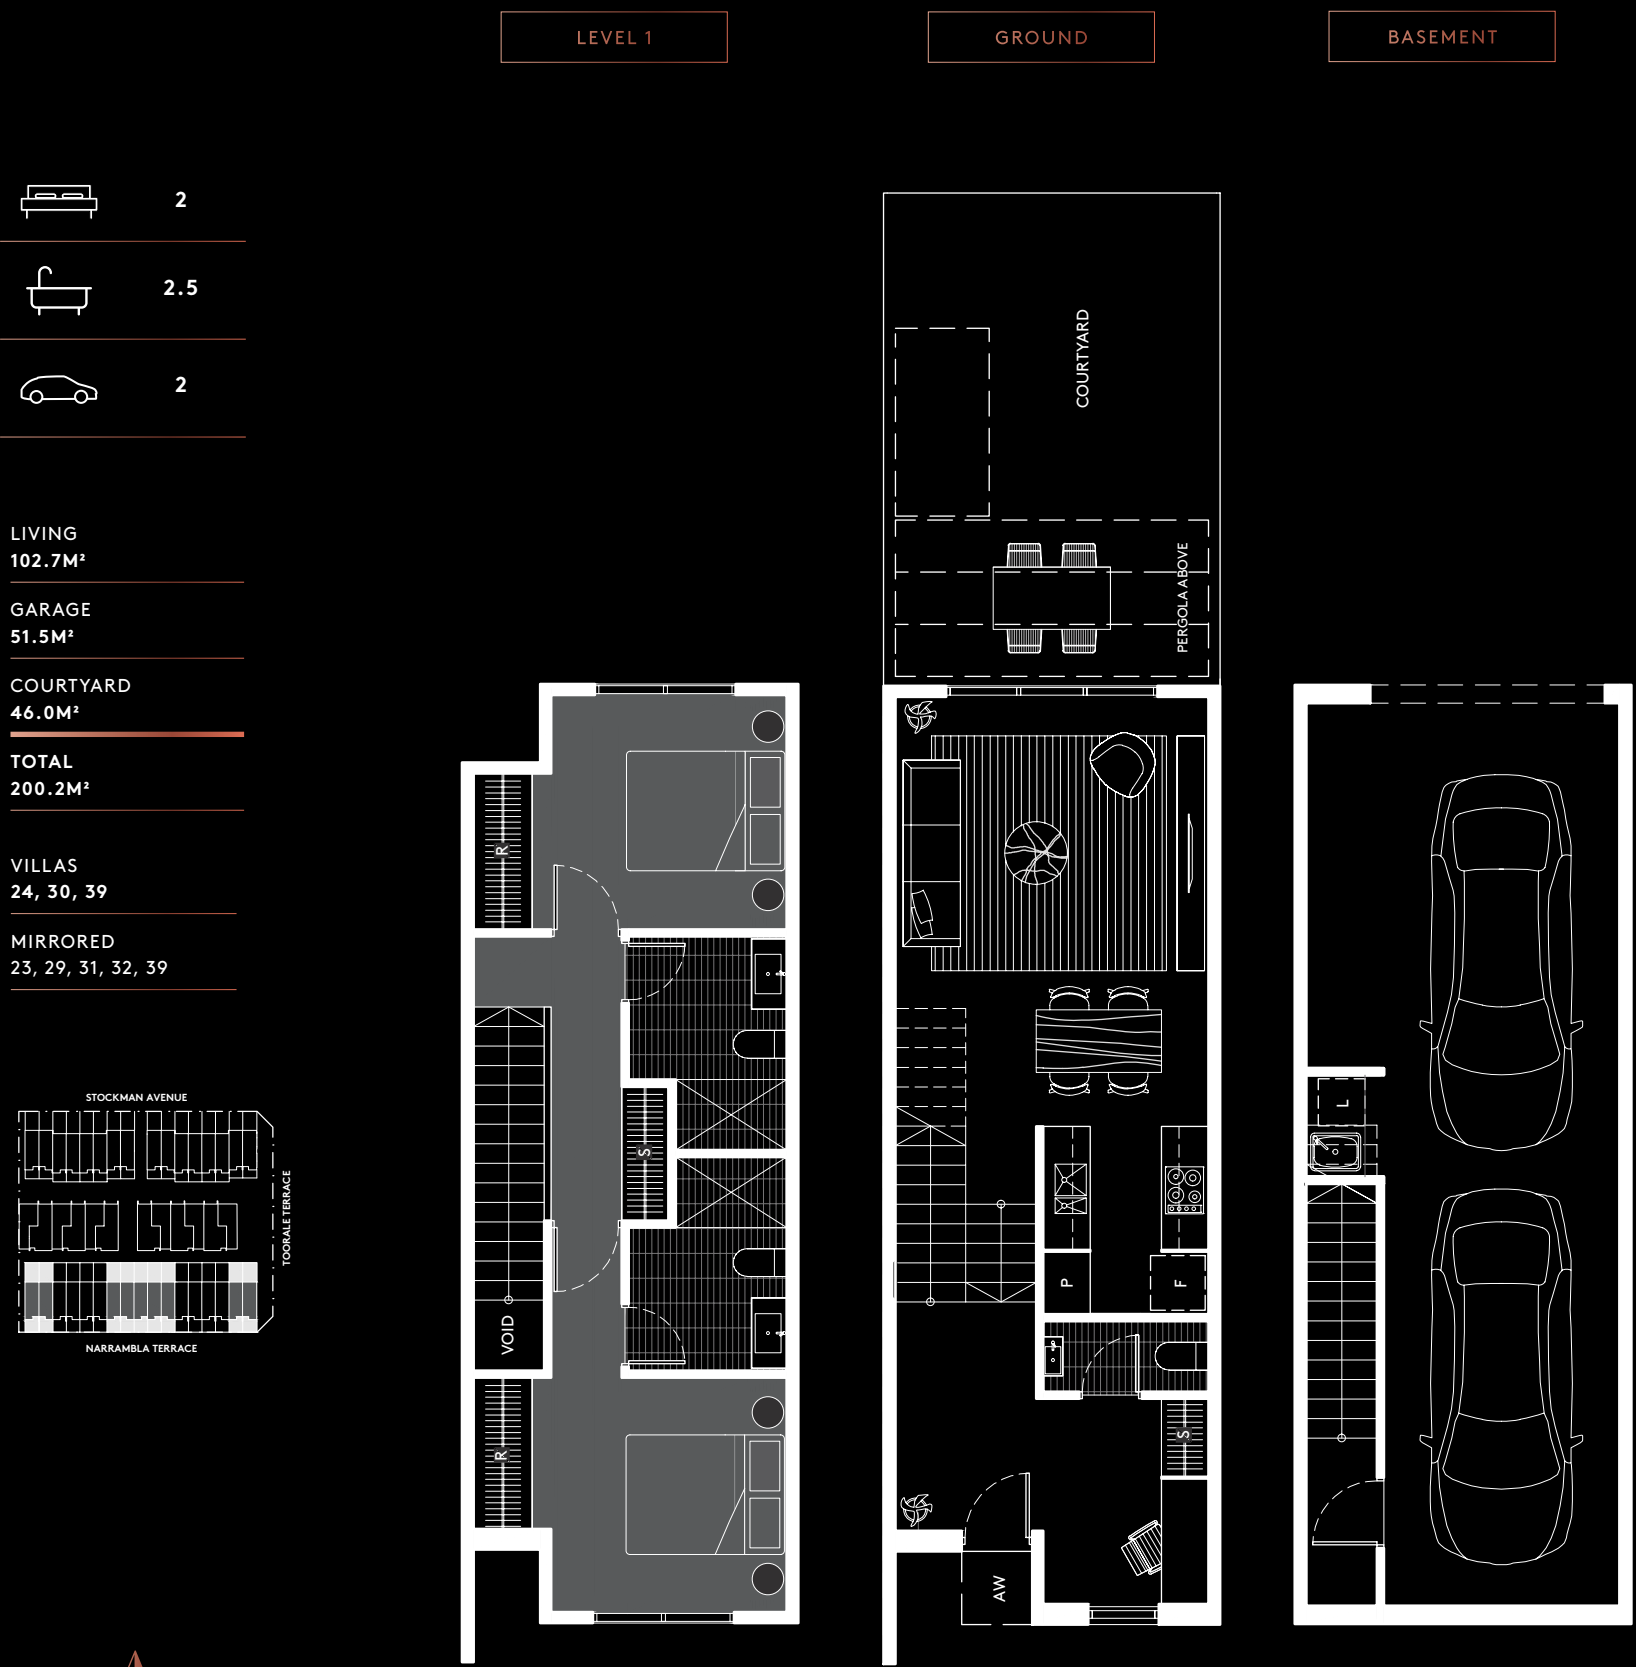 LEVEL 1
GROUND
BASEMENT
2
2.5
2
LIVING
102.7M²
GARAGE
51.5M²
COURTYARD
46.0M²
TOTAL
200.2M²
VILLAS
24, 30, 39
MIRRORED
23, 29, 31, 32, 39
STOCKMAN AVENUE
TOORALE TERRACE
NARRAMBLA TERRACE
R
S
VOID
R
COURTYARD
PERGOLA ABOVE
P
F
S
AW
L